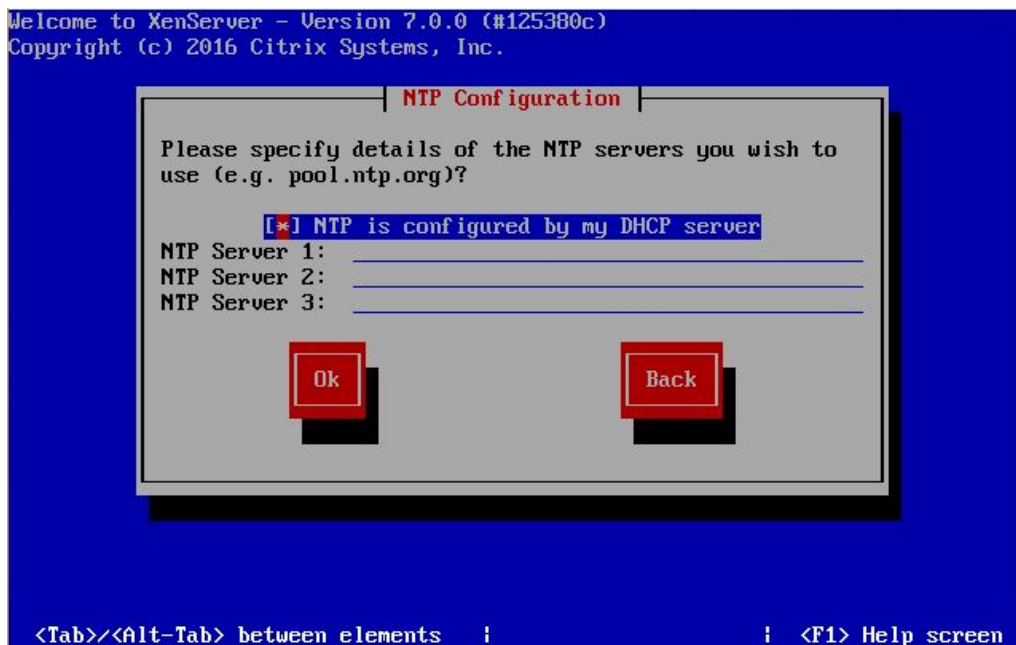 Welcome to XenServer - Version 7.0.0 (#125380c)
Copyright (c) 2016 Citrix Systems, Inc.
NTP Configuration
Please specify details of the NTP servers you wish to
use (e.g. pool.ntp.org)?
[*] NTP is configured by my DHCP server
NTP Server 1:
NTP Server 2:
NTP Server 3:
Ok Back
<Tab>/<Alt-Tab> between elements | | <F1> Help screen